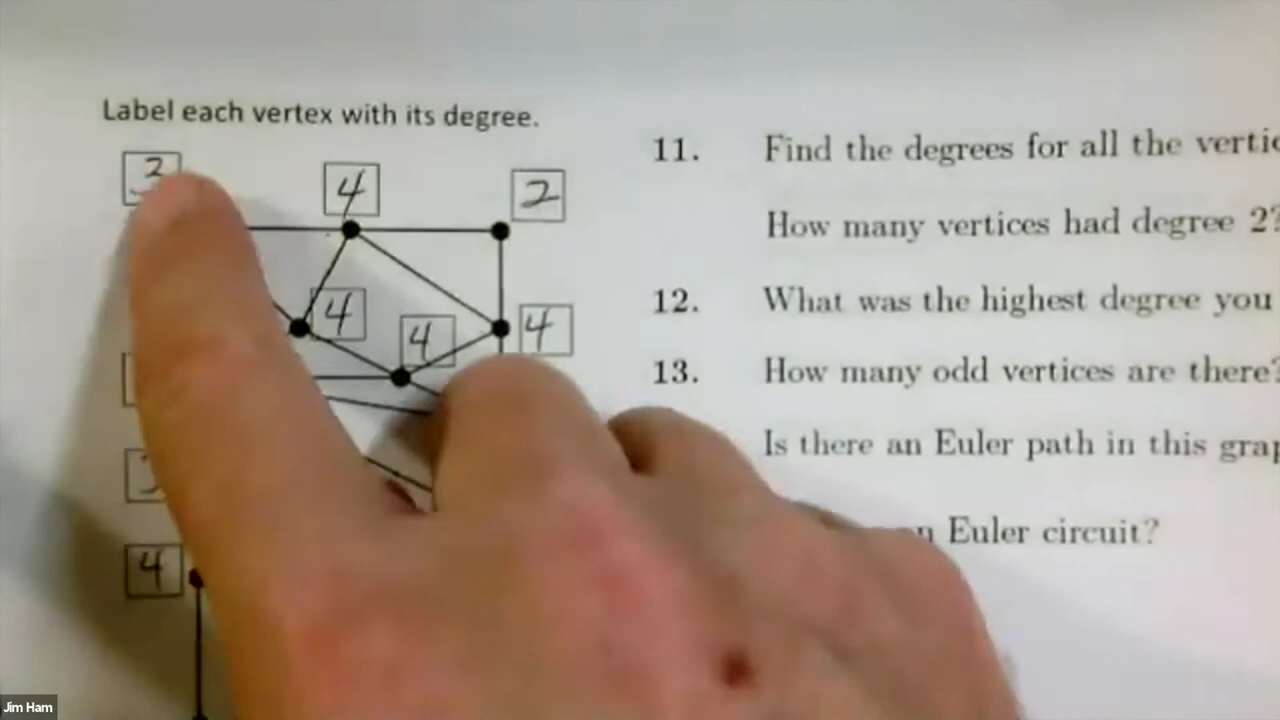 Label each vertex with its degree.
3
4
2
4
4
4
3
4
11. Find the degrees for all the
How many vertices had degree 2?
12. What was the highest degree you
13. How many odd vertices are there?
Is there an Euler path in this
Euler circuit?
Jim Ham